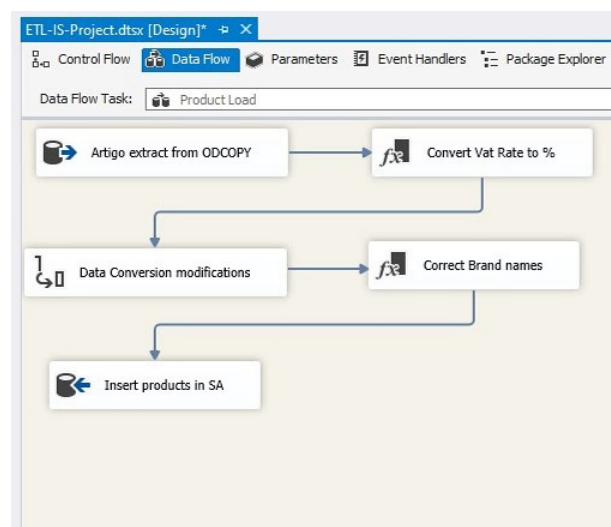 ETL-IS-Project.dtsx [Design]*
Control Flow Data Flow Parameters Event Handlers Package Explorer
Data Flow Task: Product Load
Artigo extract from ODCOPY
Convert Vat Rate to %
Data Conversion modifications
Correct Brand names
Insert products in SA